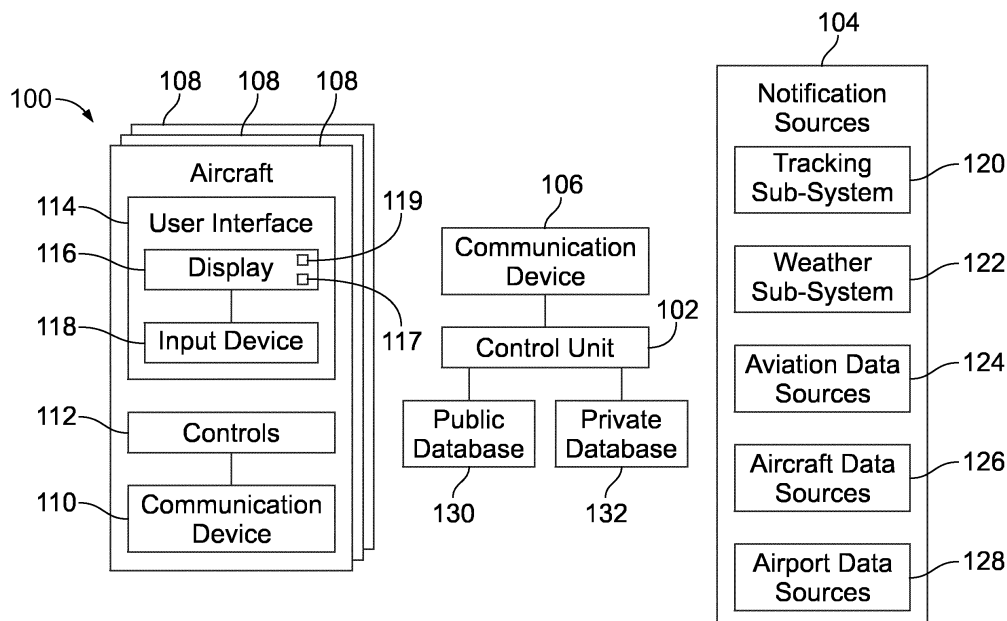 104
108
108
108
100
Notification
Sources
Aircraft
Tracking
Sub-System
120
114
User Interface
119
106
116
Display
Communication
Device
Weather
Sub-System
122
118
Input Device
117
102
Control Unit
Aviation Data
Sources
124
112
Controls
Public
Database
Private
Database
Aircraft Data
Sources
126
110
Communication
Device
130
132
Airport Data
Sources
128